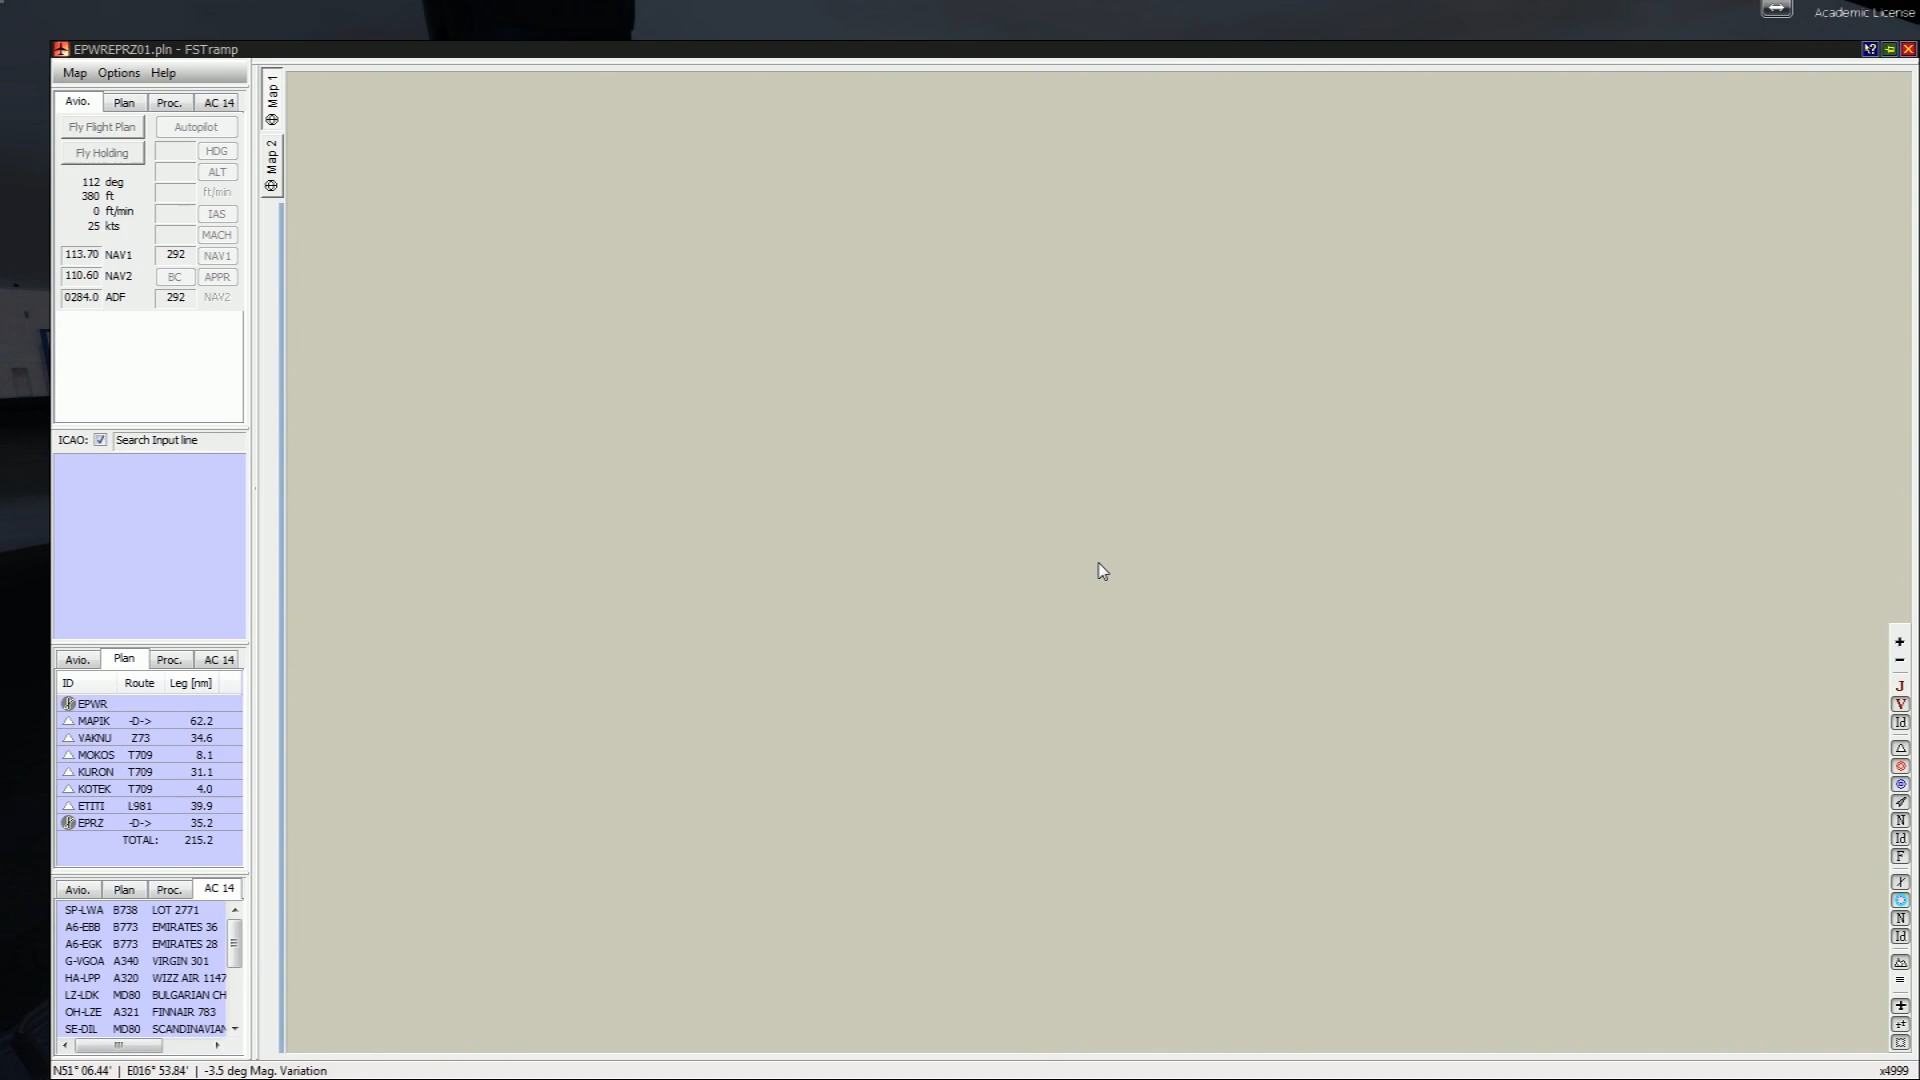 Academic License
EPWREPRZ01.pln - FSTramp
Map Options Help
Avio. Plan Proc. AC 14
Fly Flight Plan Autopilot
Fly Holding HDG
ALT
112 deg
380 ft ft/min
0 ft/min IAS
25 kts
MACH
113.70 NAV1 292 NAV1
110.60 NAV2 BC APPR
0284.0 ADF 292 NAV2
Map 1
Map 2
ICAO: Search Input line
Avio. Plan Proc. AC 14
ID Route Leg [nm]
EPWR
MAPIK -D-> 62.2
VAKNU Z73 34.6
MOKOS T709 8.1
KURON T709 31.1
KOTEK T709 4.0
ETITI L981 39.9
EPRZ -D-> 35.2
TOTAL: 215.2
Avio. Plan Proc. AC 14
SP-LWA B738 LOT 2771
A6-EBB B773 EMIRATES 36
A6-EGK B773 EMIRATES 28
G-VGOA A340 VIRGIN 301
HA-LPP A320 WIZZ AIR 1147
LZ-LDK MD80 BULGARIAN CH
OH-LZE A321 FINNAIR 783
SE-DIL MD80 SCANDINAVIAN
J
V
Id
N
Id
F
N
Id
N51° 06.44' | E016° 53.84' | -3.5 deg Mag. Variation
x4999